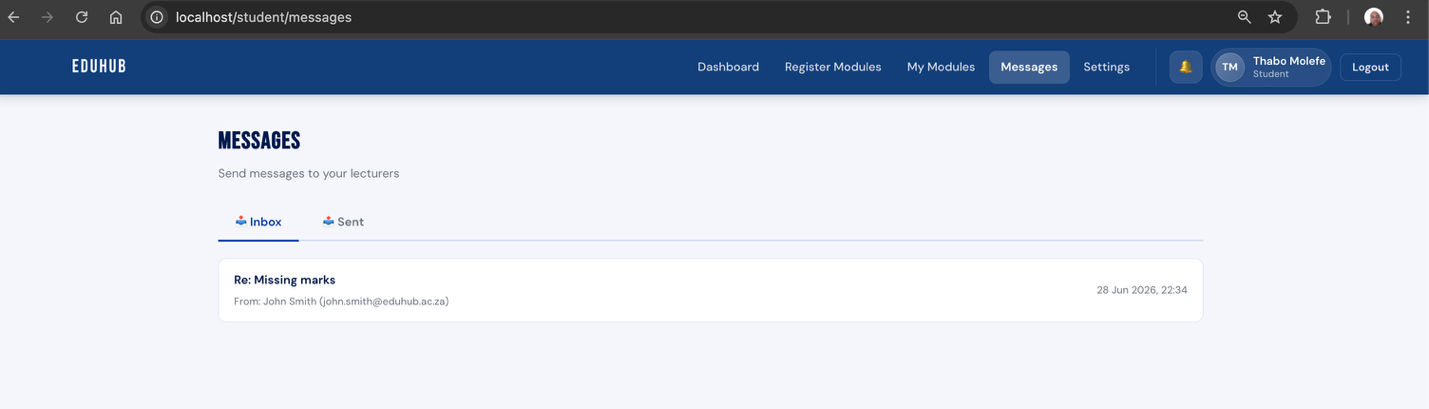 localhost/student/messages
EDUHUB
Dashboard
Register Modules
My Modules
Messages
Settings
TM
Thabo Molefe
Student
Logout
MESSAGES
Send messages to your lecturers
Inbox
Sent
Re: Missing marks
From: John Smith (john.smith@eduhub.ac.za)
28 Jun 2026, 22:34